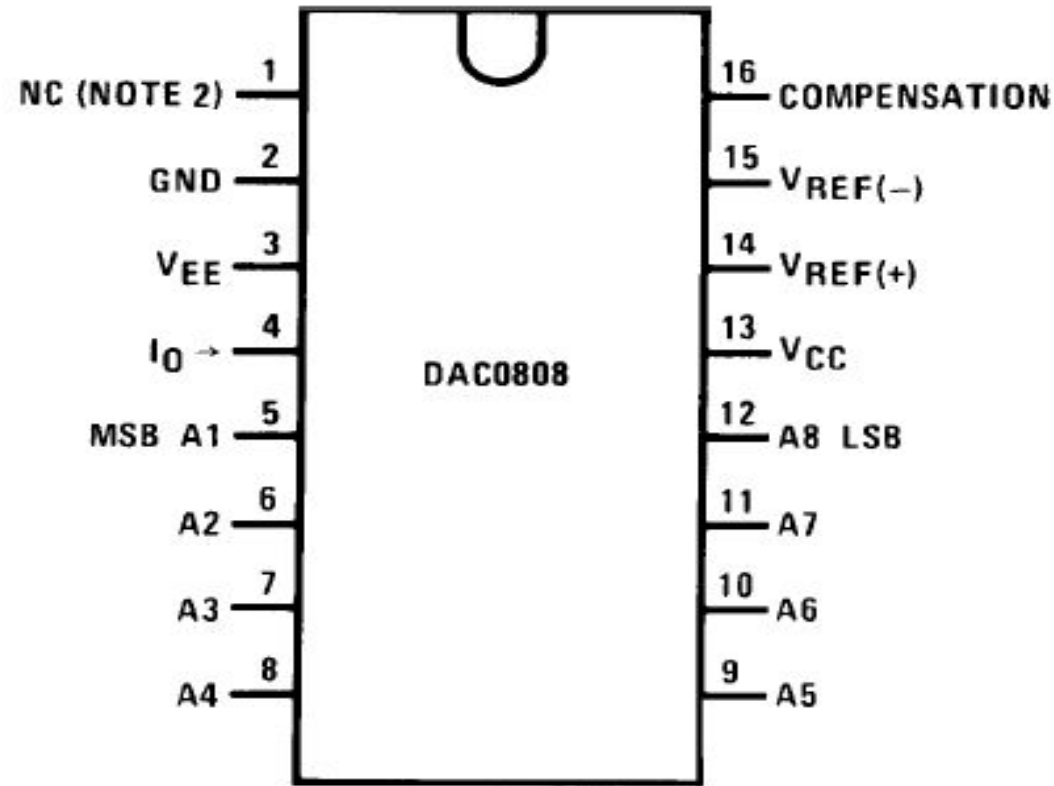 NC (NOTE 2) 1
GND 2
VEE 3
IO → 4
MSB A1 5
A2 6
A3 7
A4 8
DAC0808
16 COMPENSATION
15 VREF(−)
14 VREF(+)
13 VCC
12 A8 LSB
11 A7
10 A6
9 A5